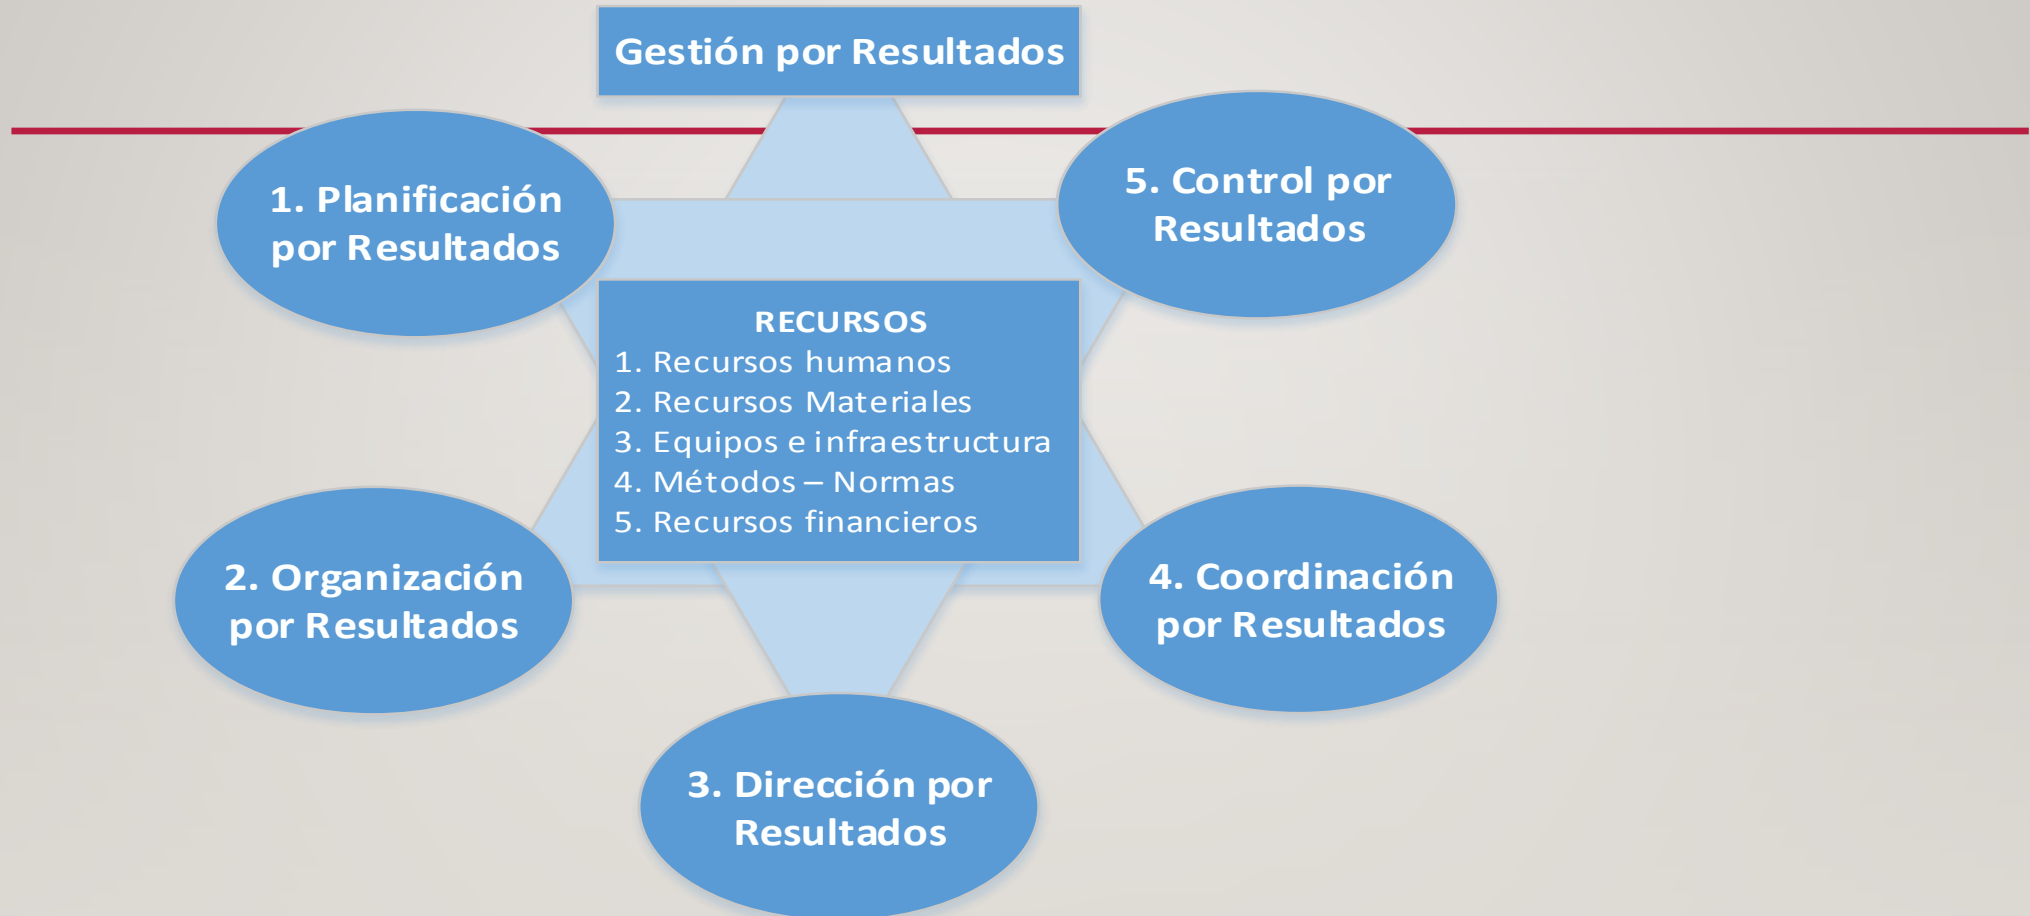 Gestión por Resultados
1. Planificación
por Resultados
5. Control por
Resultados
RECURSOS
1. Recursos humanos
2. Recursos Materiales
3. Equipos e infraestructura
4. Métodos – Normas
5. Recursos financieros
2. Organización
por Resultados
4. Coordinación
por Resultados
3. Dirección por
Resultados